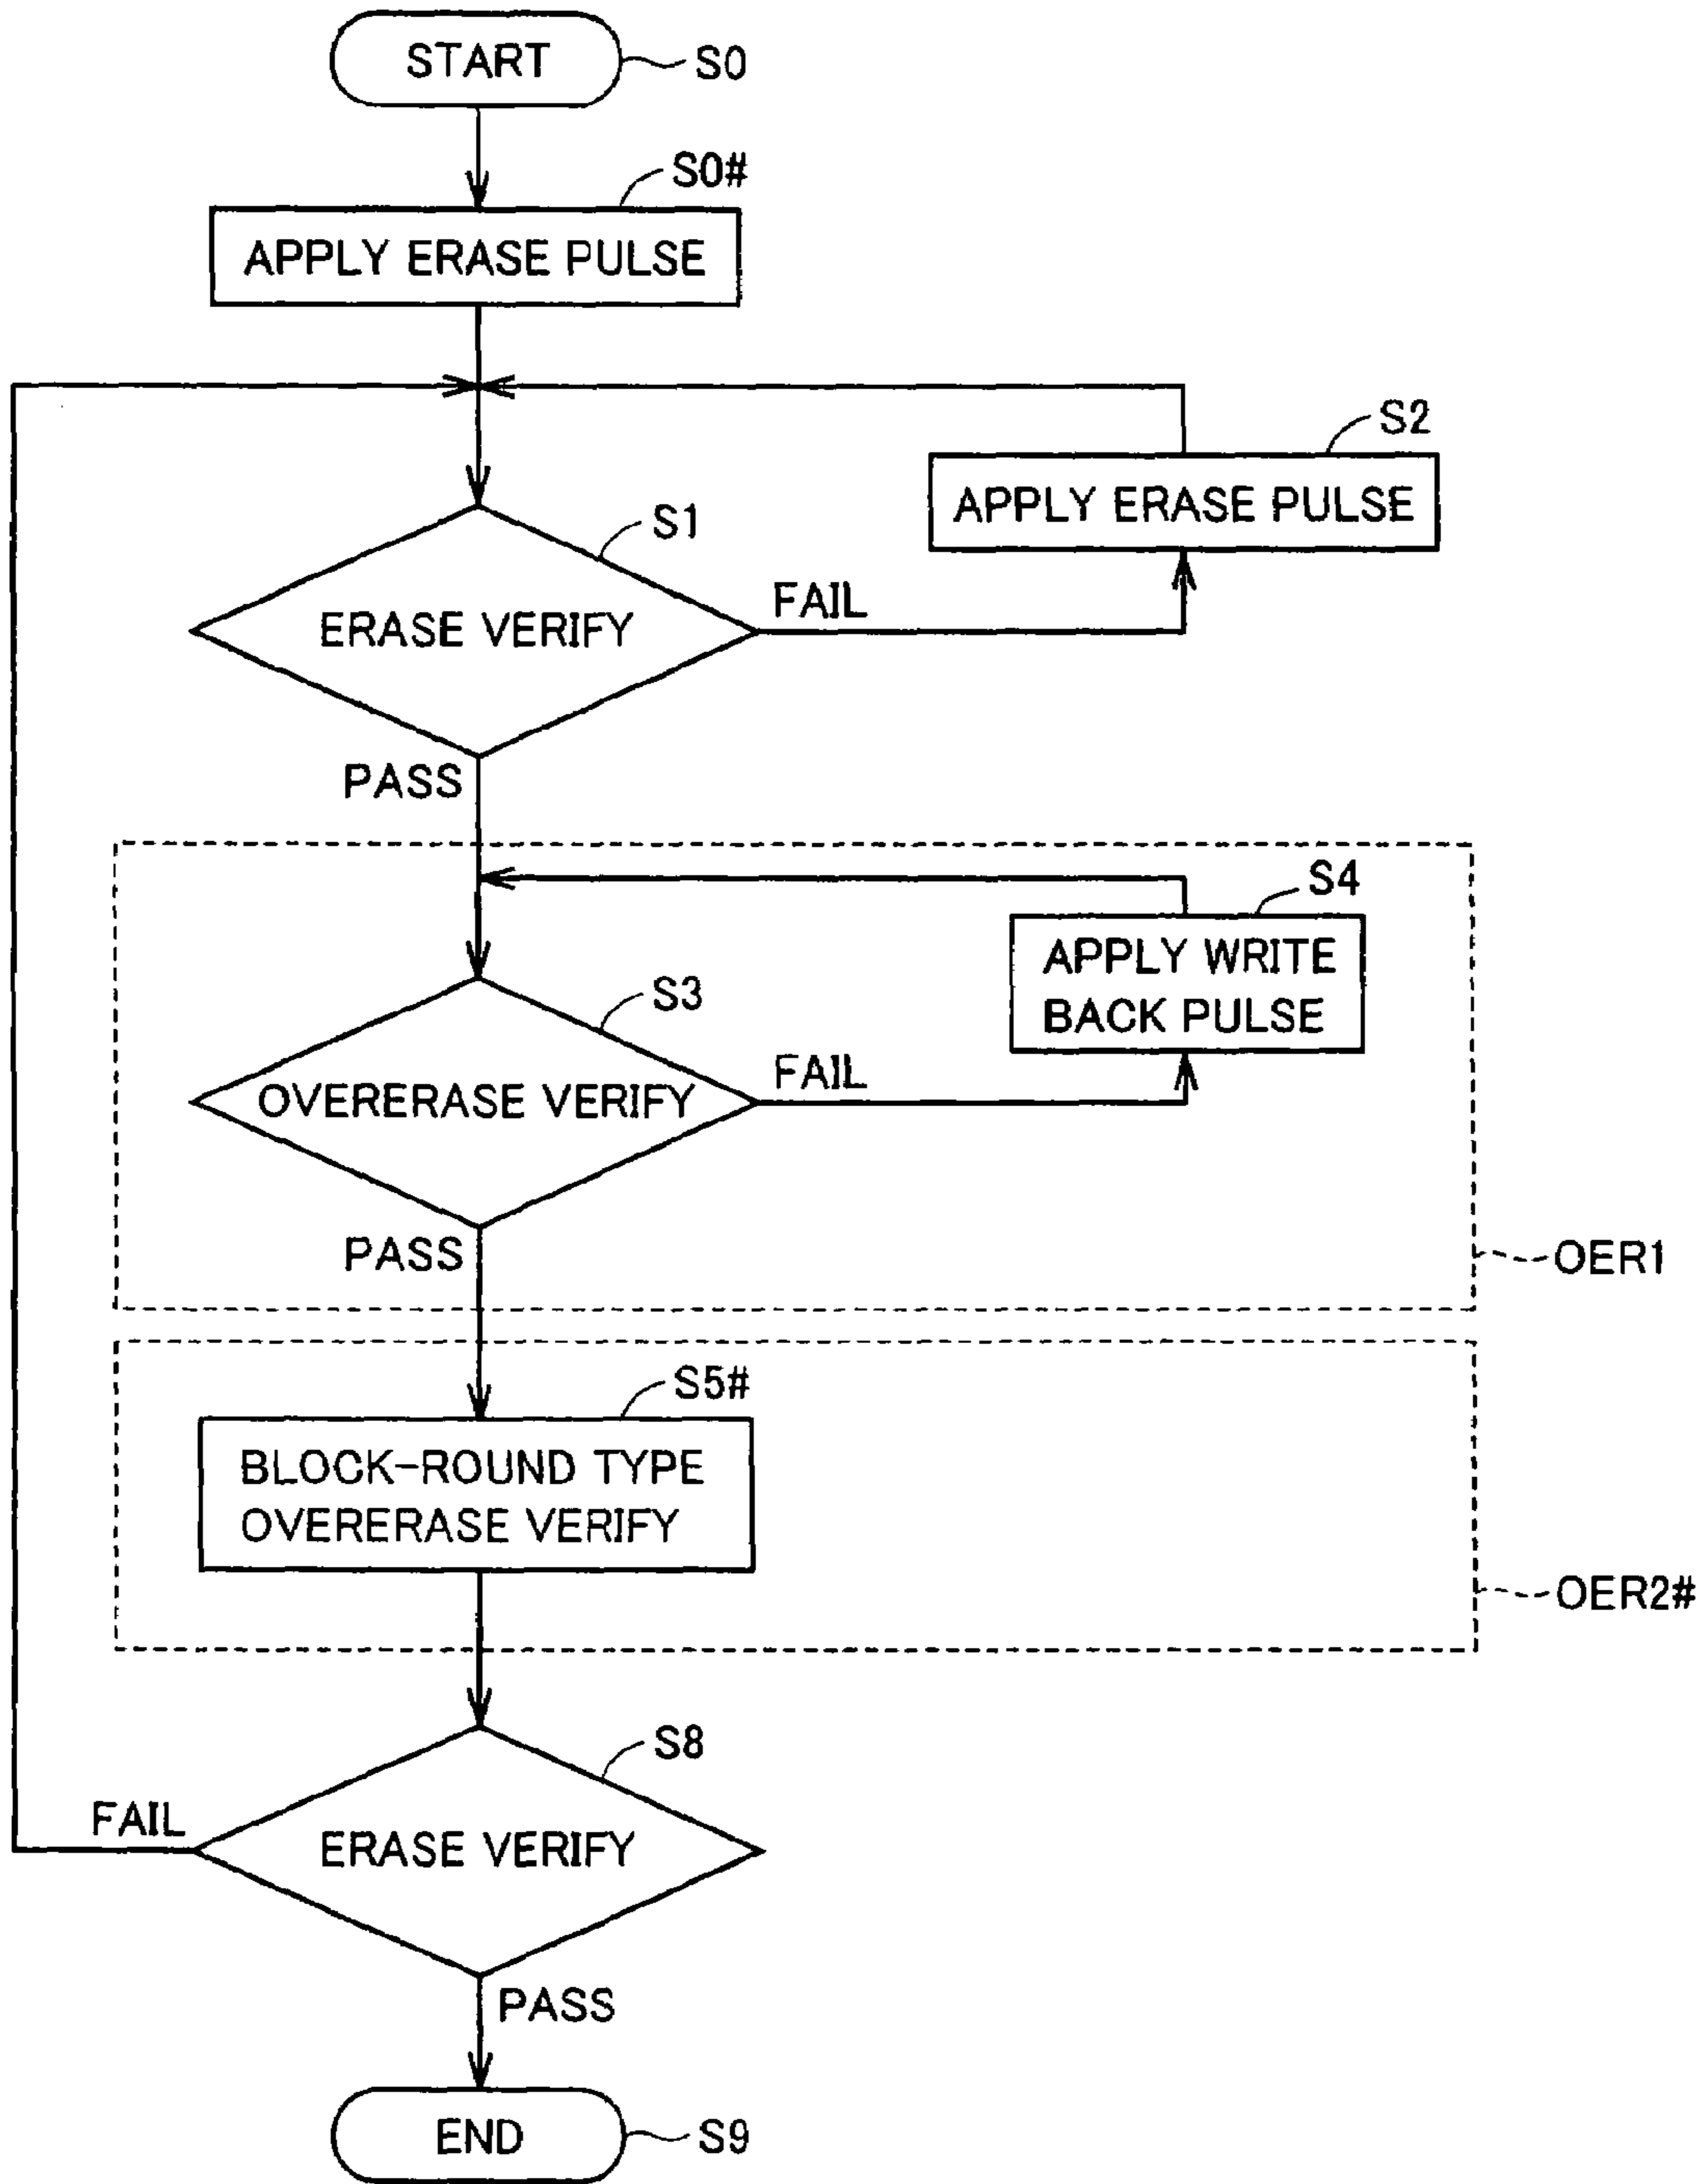 START
S0
S0#
APPLY ERASE PULSE
S2
APPLY ERASE PULSE
S1
ERASE VERIFY
FAIL
PASS
S4
APPLY WRITE
BACK PULSE
S3
OVERERASE VERIFY
FAIL
PASS
OER1
S5#
BLOCK-ROUND TYPE
OVERERASE VERIFY
OER2#
S8
FAIL
ERASE VERIFY
PASS
END
S9